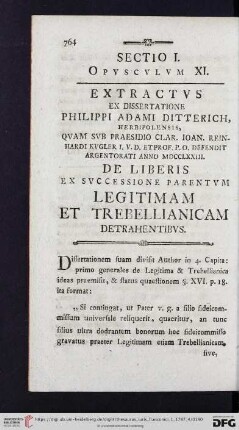 764
SECTIO I.
OPVSCVLVM XI.
EXTRACTVS
EX DISSERTATIONE
PHILIPPI ADAMI DITTERICH,
HERBIPOLENSIS,
QVAM SVB PRAESIDIO CLAR. IOAN. REIN-
HARDI KVGLER I. V. D. ET PROF. P. O. DEFENDIT
ARGENTORATI ANNO MDCCLXXIII.
DE LIBERIS
EX SVCCESSIONE PARENTVM
LEGITIMAM
ET TREBELLIANICAM
DETRAHENTIBVS.
Dissertationem suam divisit Author in 4. Capita:
primo generales de Legitima & Trebellianica
ideas præmisit, & statum quaestionem §. XVI. p. 18.
ita format:
„Si contingat, ut Pater v. g. a filio fideicom-
missum universale reliquerit, quaeritur, an tunc
filius ultra dodrantem bonorum hoc fideicommisso
gravatus praeter Legitimam etiam Trebellianicam,
sive,